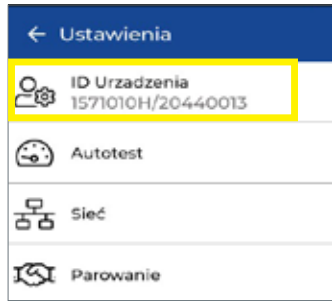 ← Ustawienia
ID Urzadzenia
1571010H/20440013
Autotest
Sieć
Parowanie